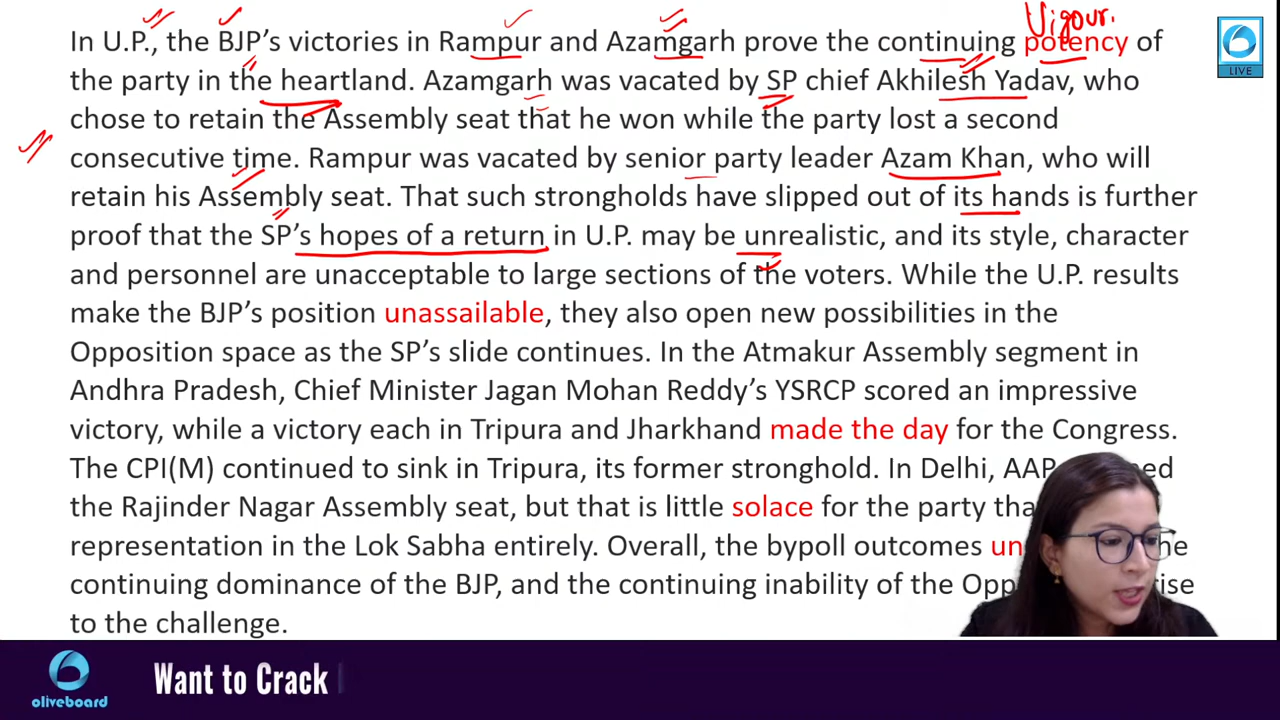 Vigour.
In U.P., the BJP's victories in Rampur and Azamgarh prove the continuing potency of
the party in the heartland. Azamgarh was vacated by SP chief Akhilesh Yadav, who
chose to retain the Assembly seat that he won while the party lost a second
consecutive time. Rampur was vacated by senior party leader Azam Khan, who will
retain his Assembly seat. That such strongholds have slipped out of its hands is further
proof that the SP's hopes of a return in U.P. may be unrealistic, and its style, character
and personnel are unacceptable to large sections of the voters. While the U.P. results
make the BJP's position unassailable, they also open new possibilities in the
Opposition space as the SP's slide continues. In the Atmakur Assembly segment in
Andhra Pradesh, Chief Minister Jagan Mohan Reddy's YSRCP scored an impressive
victory, while a victory each in Tripura and Jharkhand made the day for the Congress.
The CPI(M) continued to sink in Tripura, its former stronghold. In Delhi, AAP
the Rajinder Nagar Assembly seat, but that is little solace for the party
representation in the Lok Sabha entirely. Overall, the bypoll outcomes
continuing dominance of the BJP, and the continuing inability of the
to the challenge.
LIVE
oliveboard
Want to Crack